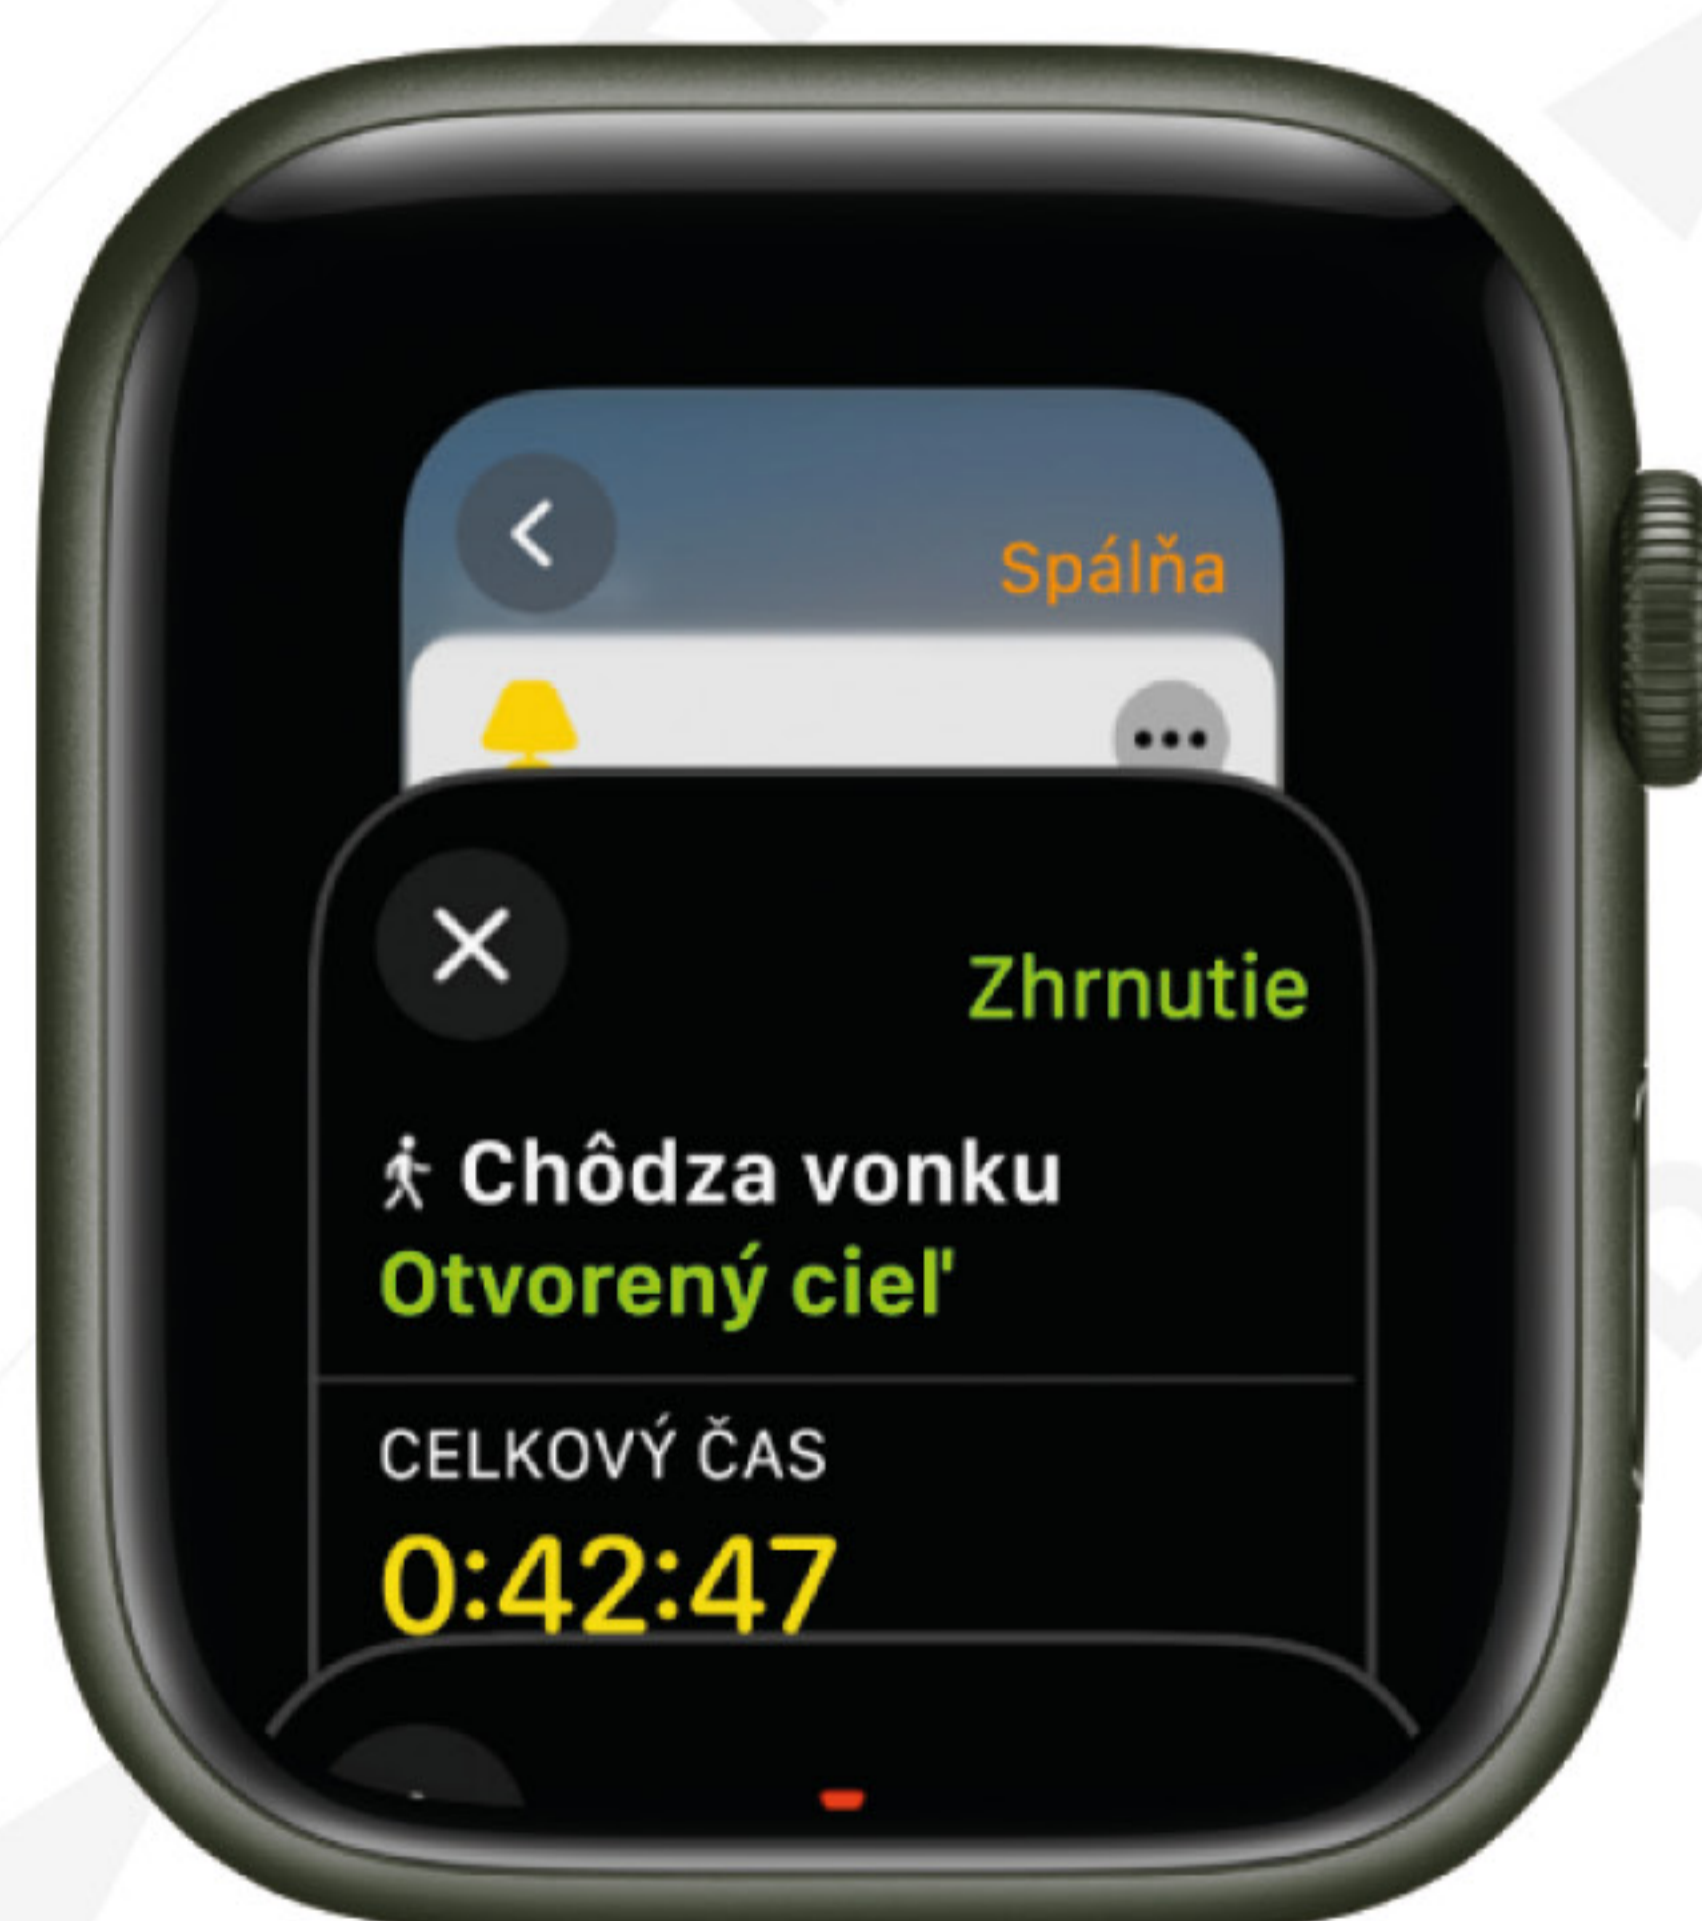 Spálňa
Zhrnutie
Chôdza vonku
Otvorený cieľ
CELKOVÝ ČAS
0:42:47